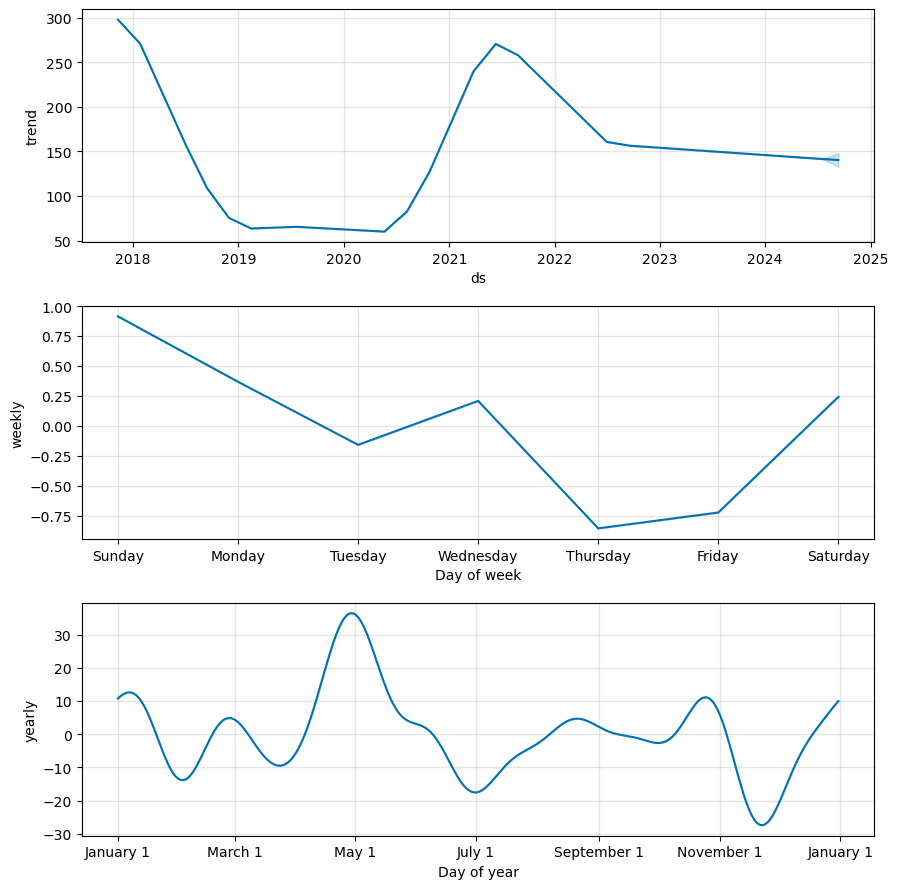 300
250
200
150
100
50
trend
2018 2019 2020 2021 2022 2023 2024 2025
ds
1.00
0.75
0.50
0.25
0.00
−0.25
−0.50
−0.75
weekly
Sunday Monday Tuesday Wednesday Thursday Friday Saturday
Day of week
30
20
10
0
−10
−20
−30
yearly
January 1 March 1 May 1 July 1 September 1 November 1 January 1
Day of year